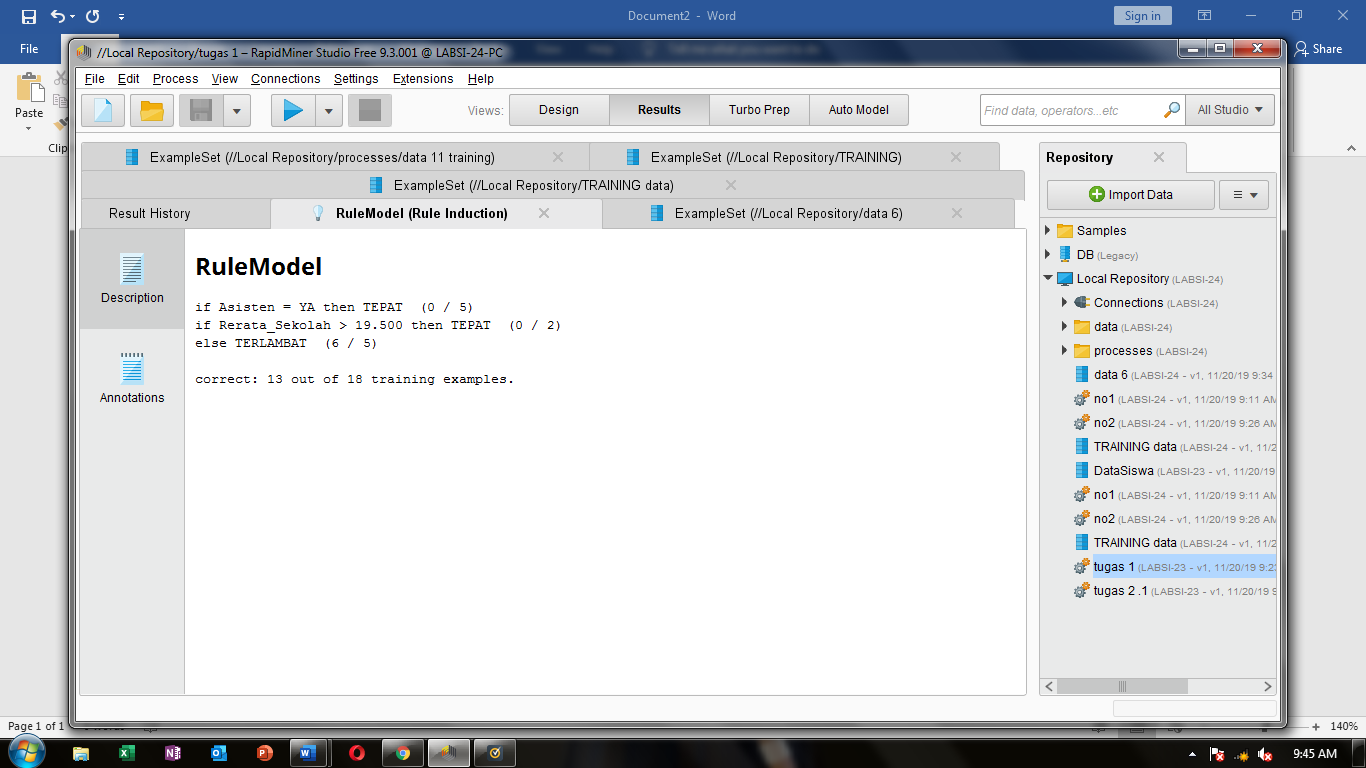 Document2 - Word
Sign in
File
Share
Paste
Clip
//Local Repository/tugas 1 – RapidMiner Studio Free 9.3.001 @ LABSI-24-PC
File Edit Process View Connections Settings Extensions Help
Views: Design Results Turbo Prep Auto Model
Find data, operators...etc
All Studio
ExampleSet (//Local Repository/processes/data 11 training)
ExampleSet (//Local Repository/TRAINING)
ExampleSet (//Local Repository/TRAINING data)
Result History
RuleModel (Rule Induction)
ExampleSet (//Local Repository/data 6)
Description
Annotations
RuleModel
if Asisten = YA then TEPAT (0 / 5)
if Rerata_Sekolah > 19.500 then TEPAT (0 / 2)
else TERLAMBAT (6 / 5)
correct: 13 out of 18 training examples.
Repository
Import Data
Samples
DB (Legacy)
Local Repository (LABSI-24)
Connections (LABSI-24)
data (LABSI-24)
processes (LABSI-24)
data 6 (LABSI-24 - v1, 11/20/19 9:34
no1 (LABSI-24 - v1, 11/20/19 9:11 AM
no2 (LABSI-24 - v1, 11/20/19 9:26 AM
TRAINING data (LABSI-24 - v1, 11/2
DataSiswa (LABSI-23 - v1, 11/20/19
no1 (LABSI-24 - v1, 11/20/19 9:11 AM
no2 (LABSI-24 - v1, 11/20/19 9:26 AM
TRAINING data (LABSI-24 - v1, 11/2
tugas 1 (LABSI-23 - v1, 11/20/19 9:23
tugas 2 .1 (LABSI-23 - v1, 11/20/19 9
Page 1 of 1
140%
9:45 AM